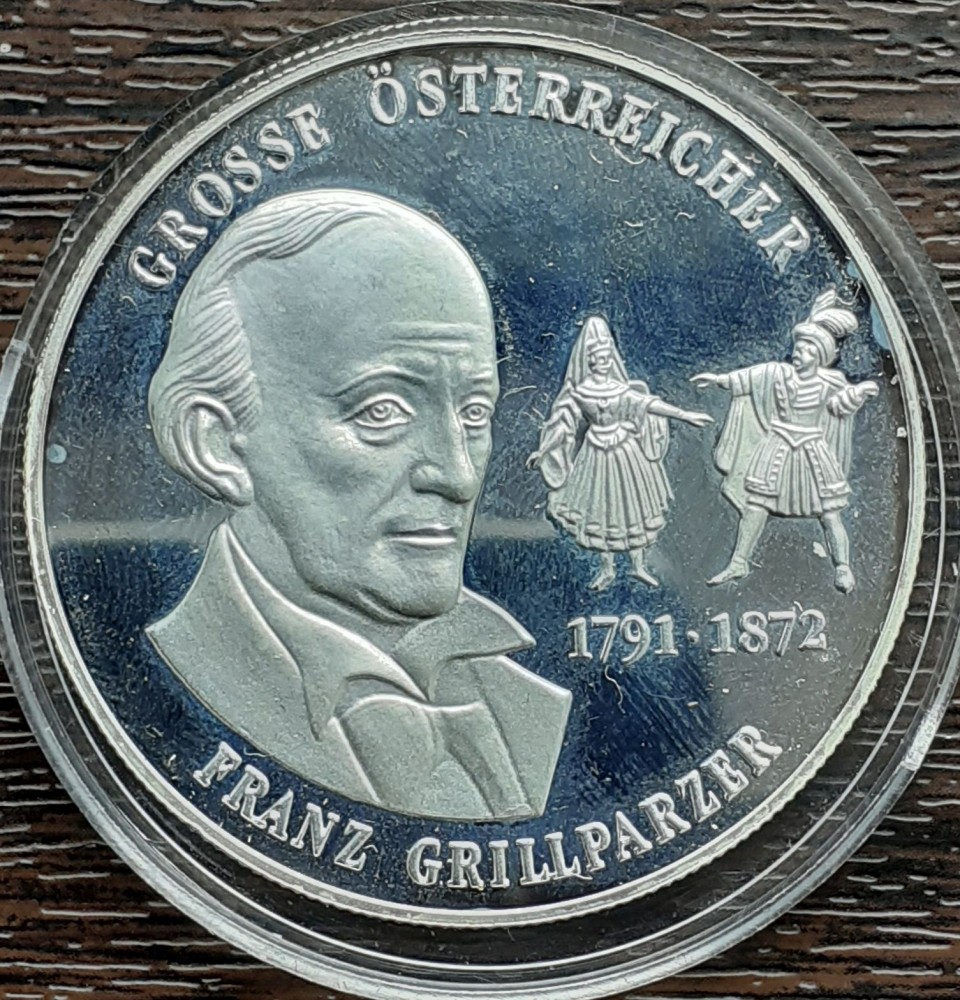 GROSSE ÖSTERREICHER
1791·1872
FRANZ GRILLPARZER